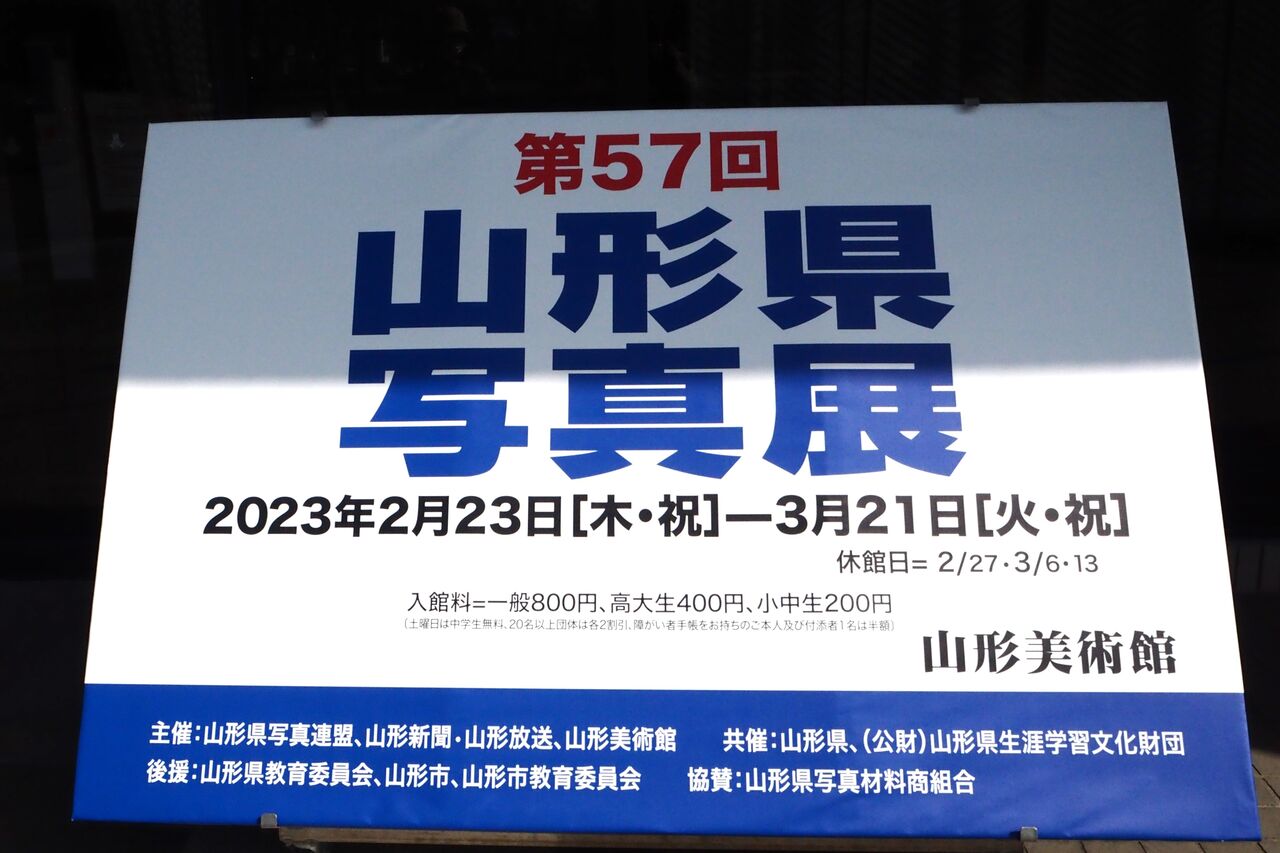 第57回
山形県
写真展
2023年2月23日[木・祝]—3月21日[火・祝]
休館日= 2/27・3/6・13
入館料=一般800円、高大生400円、小中生200円
(土曜日は中学生無料、20名以上団体は各2割引、障がい者手帳をお持ちのご本人及び付添者1名は半額)
山形美術館
主催:山形県写真連盟、山形新聞・山形放送、山形美術館　共催:山形県、(公財)山形県生涯学習文化財団
後援:山形県教育委員会、山形市、山形市教育委員会　協賛:山形県写真材料商組合